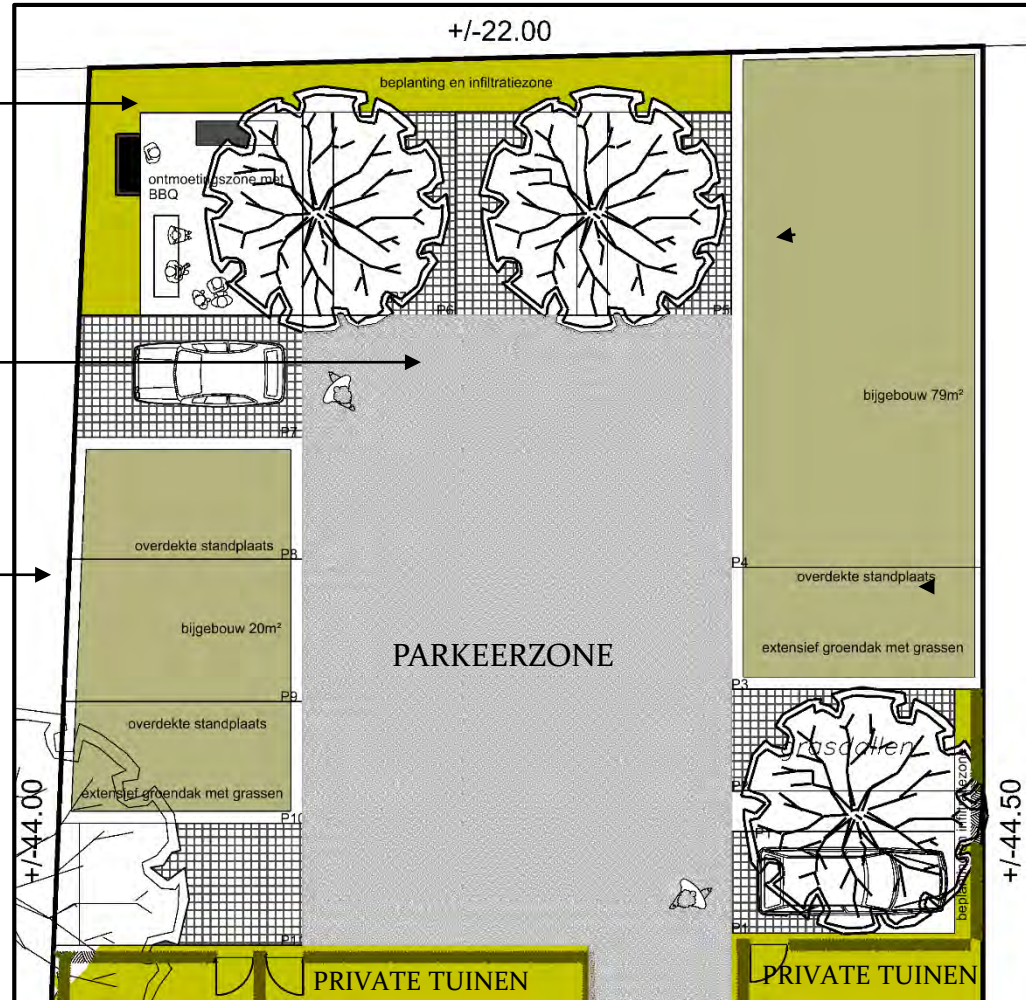 +/-22.00
beplanting en infiltratiezone
ontmoetingszone met
BBQ
P6
P5
bijgebouw 79m²
P7
overdekte standplaats
P8
P4
overdekte standplaats
bijgebouw 20m²
extensief groendak met grassen
PARKEERZONE
P3
P9
overdekte standplaats
grasdallen
extensief groendak met grassen
P10
+/-44.00
+/-44.50
P1
P1
PRIVATE TUINEN
PRIVATE TUINEN